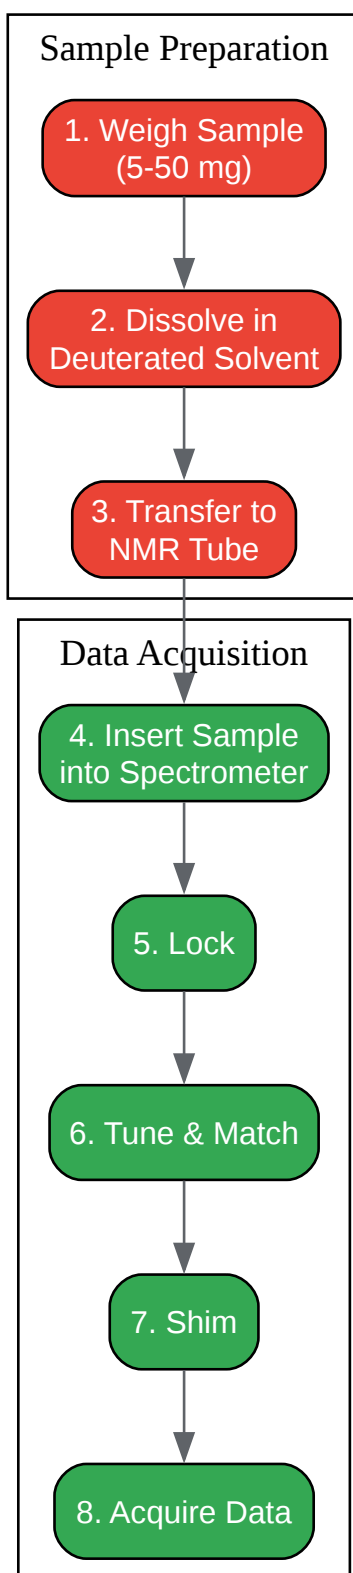 Sample Preparation
1. Weigh Sample
(5-50 mg)
2. Dissolve in
Deuterated Solvent
3. Transfer to
NMR Tube
Data Acquisition
4. Insert Sample
into Spectrometer
5. Lock
6. Tune & Match
7. Shim
8. Acquire Data